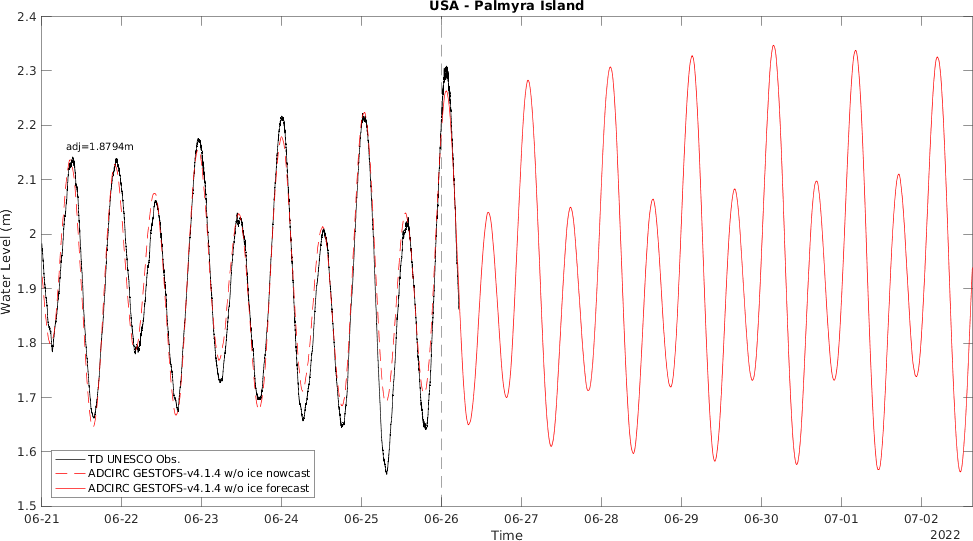 USA - Palmyra Island
2.4
2.3
2.2
2.1
2
1.9
1.8
1.7
1.6
1.5
Water Level (m)
adj=1.8794m
TD UNESCO Obs.
ADCIRC GESTOFS-v4.1.4 w/o ice nowcast
ADCIRC GESTOFS-v4.1.4 w/o ice forecast
06-21 06-22 06-23 06-24 06-25 06-26 06-27 06-28 06-29 06-30 07-01 07-02
2022
Time